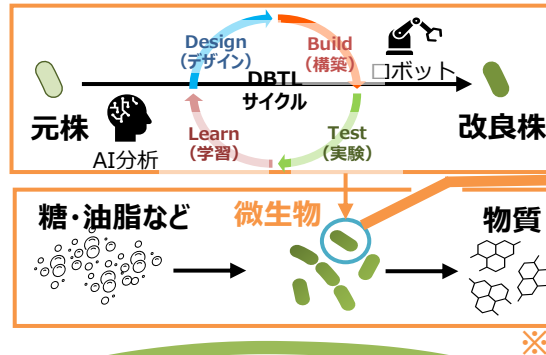 Design
(デザイン)
Build
(構築)
ロボット
DBTL
サイクル
元株
AI分析
Learn
(学習)
Test
(実験)
改良株
糖・油脂など
微生物
物質
※